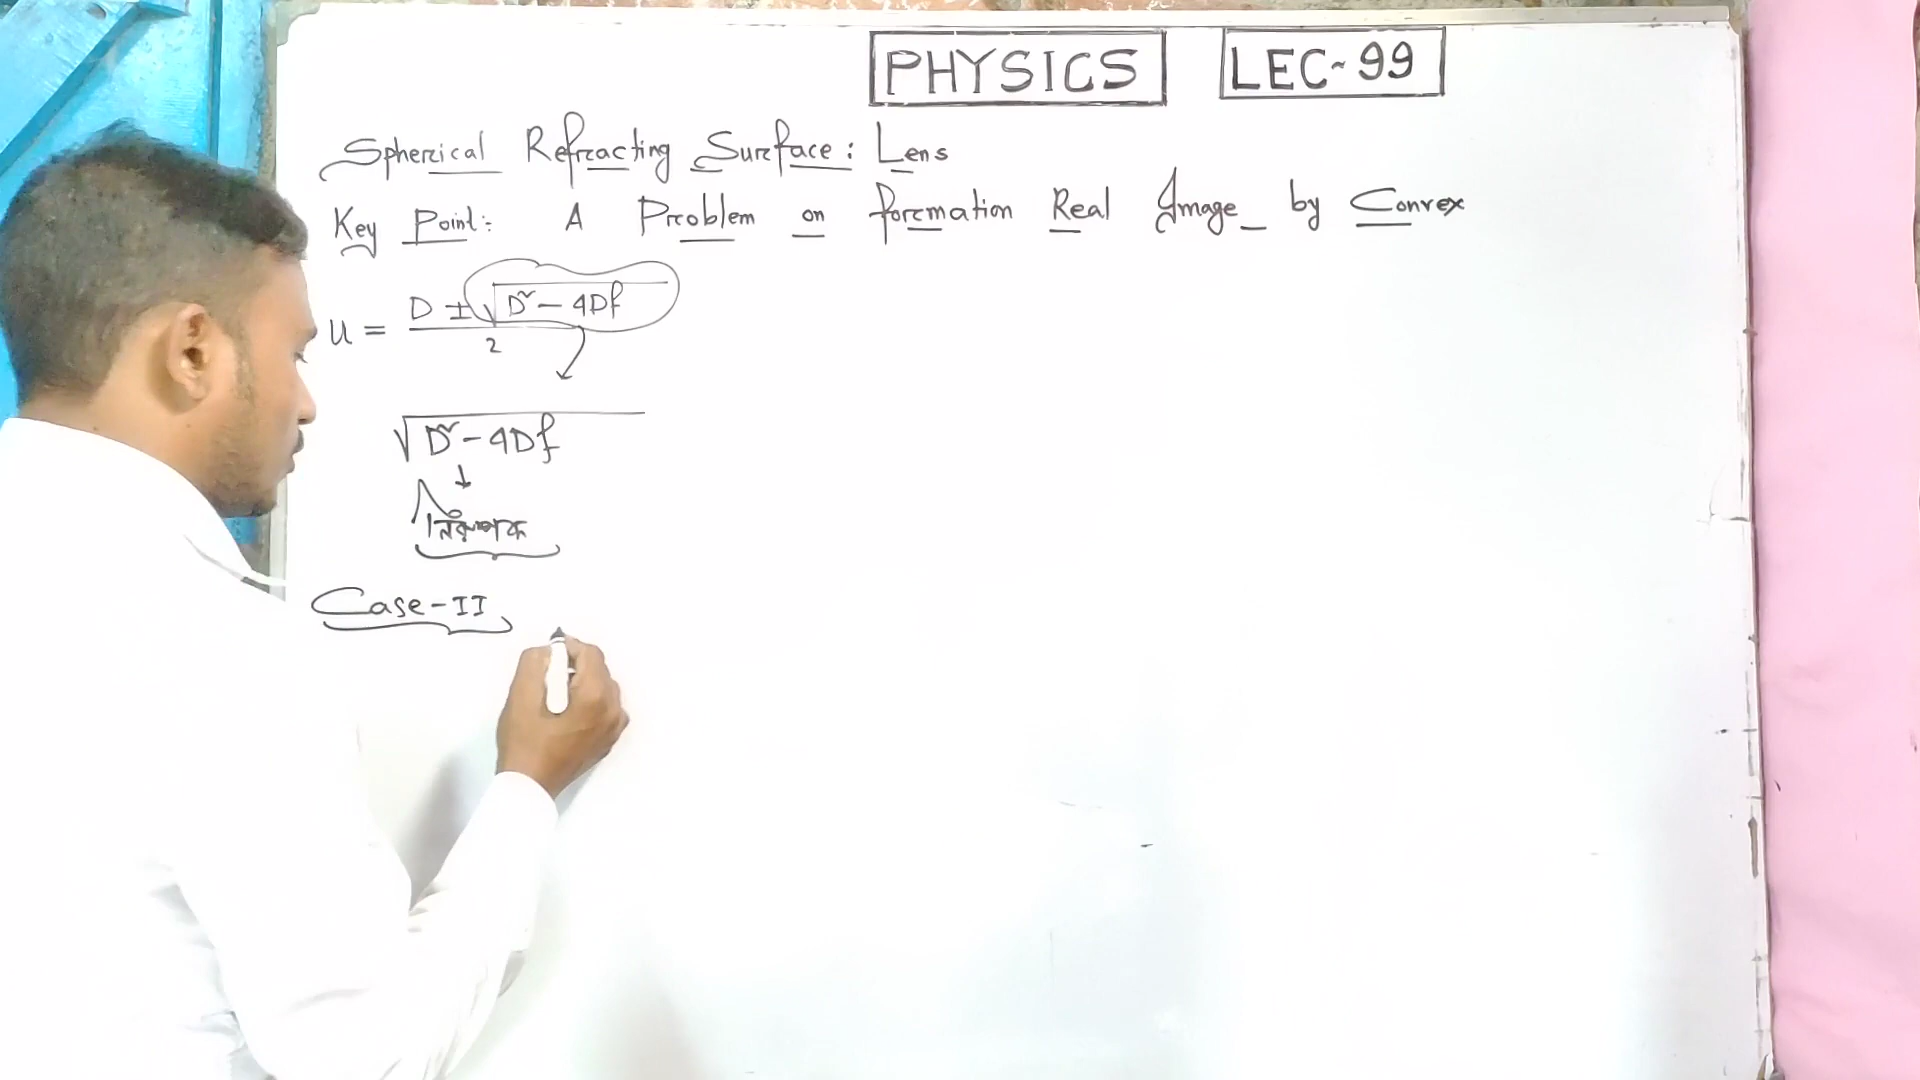 PHYSICS LEC-99
Spherical Refracting Surface: Lens
Key Point:- A Problem on formation Real Image by Convex
u = D ± √D² - 4Df / 2
√D² - 4Df
↓
নিরূপক
Case-II